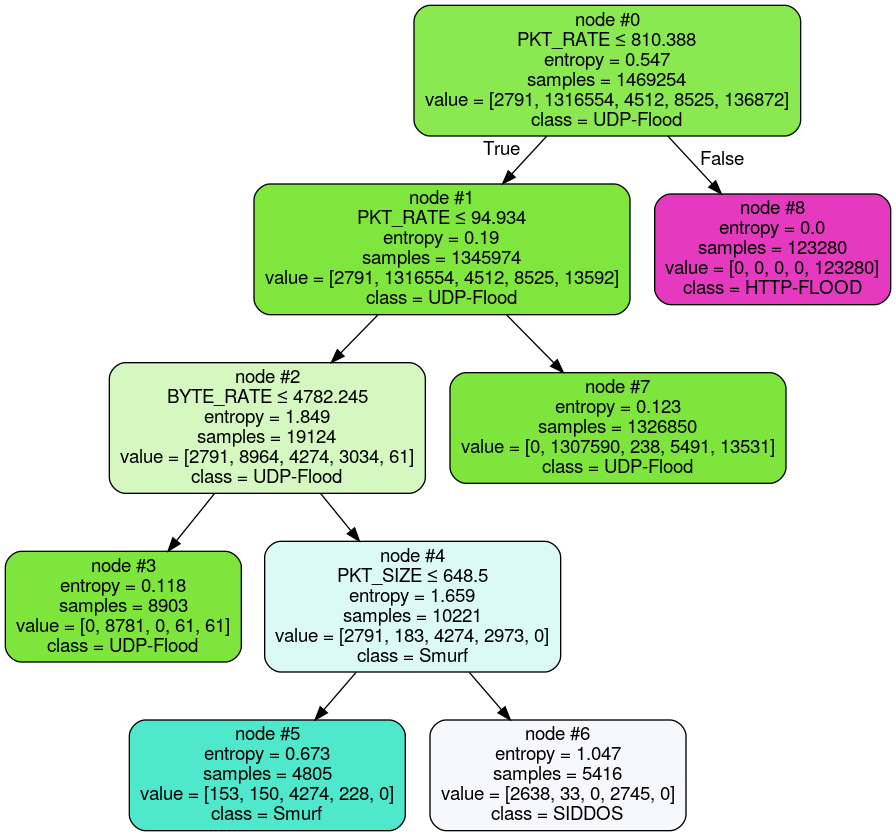 node #0
PKT_RATE ≤ 810.388
entropy = 0.547
samples = 1469254
value = [2791, 1316554, 4512, 8525, 136872]
class = UDP-Flood
True
False
node #1
PKT_RATE ≤ 94.934
entropy = 0.19
samples = 1345974
value = [2791, 1316554, 4512, 8525, 13592]
class = UDP-Flood
node #8
entropy = 0.0
samples = 123280
value = [0, 0, 0, 0, 123280]
class = HTTP-FLOOD
node #2
BYTE_RATE ≤ 4782.245
entropy = 1.849
samples = 19124
value = [2791, 8964, 4274, 3034, 61]
class = UDP-Flood
node #7
entropy = 0.123
samples = 1326850
value = [0, 1307590, 238, 5491, 13531]
class = UDP-Flood
node #3
entropy = 0.118
samples = 8903
value = [0, 8781, 0, 61, 61]
class = UDP-Flood
node #4
PKT_SIZE ≤ 648.5
entropy = 1.659
samples = 10221
value = [2791, 183, 4274, 2973, 0]
class = Smurf
node #5
entropy = 0.673
samples = 4805
value = [153, 150, 4274, 228, 0]
class = Smurf
node #6
entropy = 1.047
samples = 5416
value = [2638, 33, 0, 2745, 0]
class = SIDDOS